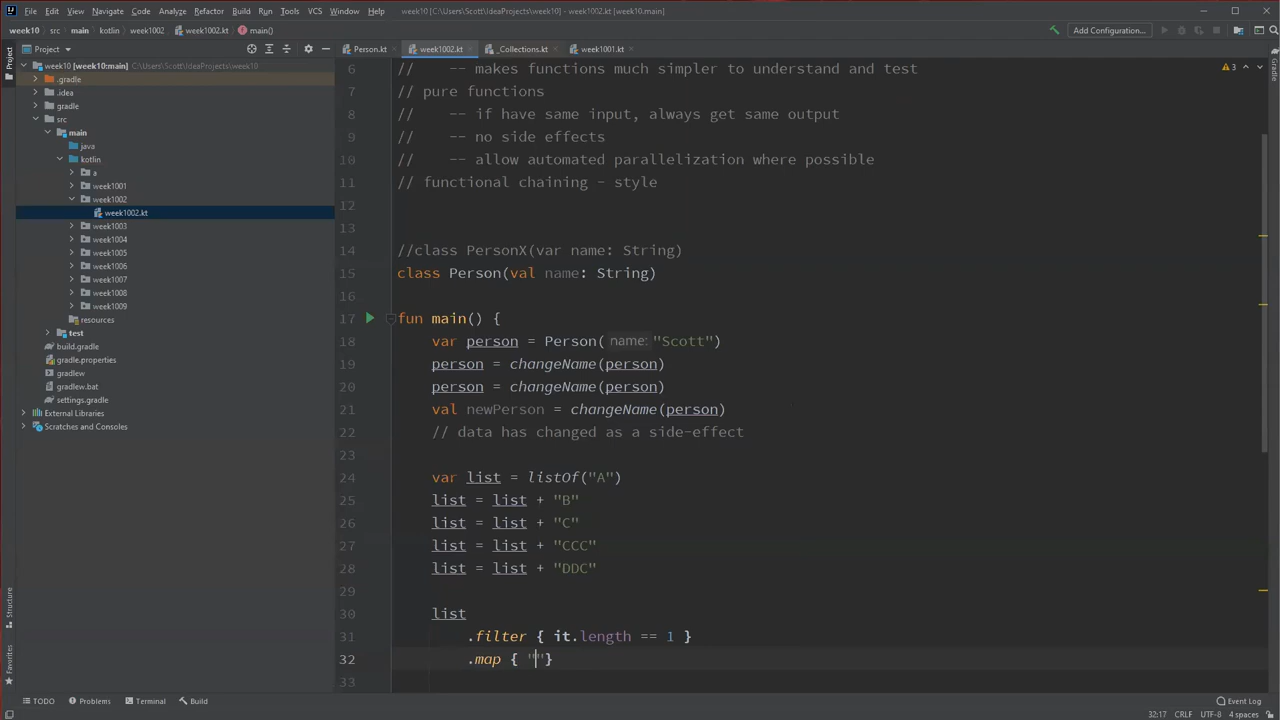 File Edit View Navigate Code Analyze Refactor Build Run Tools VCS Window Help week10 [C:\Users\Scott\IdeaProjects\week10] - week1002.kt [week10.main]
week10 src main kotlin week1002 week1002.kt main() Add Configuration...
Project
Person.kt week1002.kt _Collections.kt week1001.kt
week10 [week10:main] C:\Users\Scott\IdeaProjects\week10
.gradle
.idea
gradle
src
main
java
kotlin
a
week1001
week1002
week1002.kt
week1003
week1004
week1005
week1006
week1007
week1008
week1009
resources
test
build.gradle
gradle.properties
gradlew
gradlew.bat
settings.gradle
External Libraries
Scratches and Consoles
Project
Structure
Favorites
Gradle
3
6 // -- makes functions much simpler to understand and test
7 // pure functions
8 // -- if have same input, always get same output
9 // -- no side effects
10 // -- allow automated parallelization where possible
11 // functional chaining - style
12
13
14 //class PersonX(var name: String)
15 class Person(val name: String)
16
17 fun main() {
18 var person = Person( name: "Scott")
19 person = changeName(person)
20 person = changeName(person)
21 val newPerson = changeName(person)
22 // data has changed as a side-effect
23
24 var list = listOf("A")
25 list = list + "B"
26 list = list + "C"
27 list = list + "CCC"
28 list = list + "DDC"
29
30 list
31 .filter { it.length == 1 }
32 .map { ""}
33
TODO Problems Terminal Build Event Log
32:17 CRLF UTF-8 4 spaces